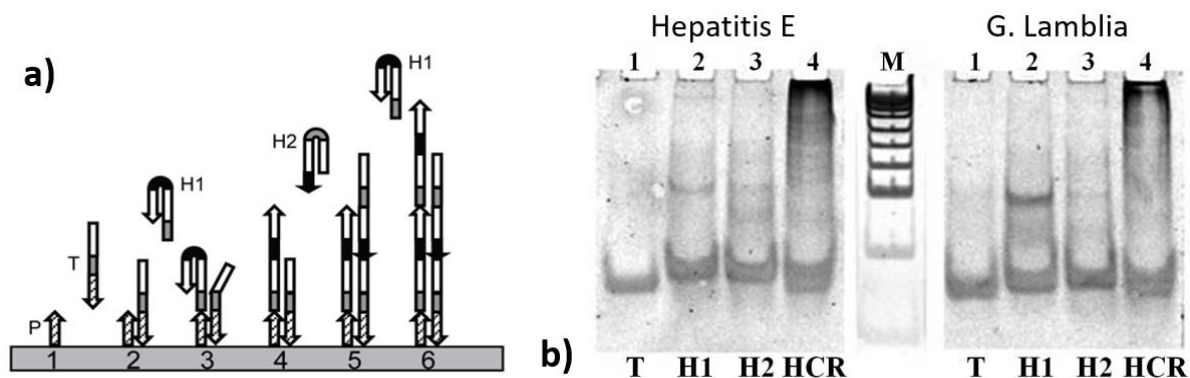 a)
H1
H2
H1
T
P
1 2 3 4 5 6
b)
Hepatitis E
G. Lamblia
1 2 3 4 M 1 2 3 4
T H1 H2 HCR T H1 H2 HCR